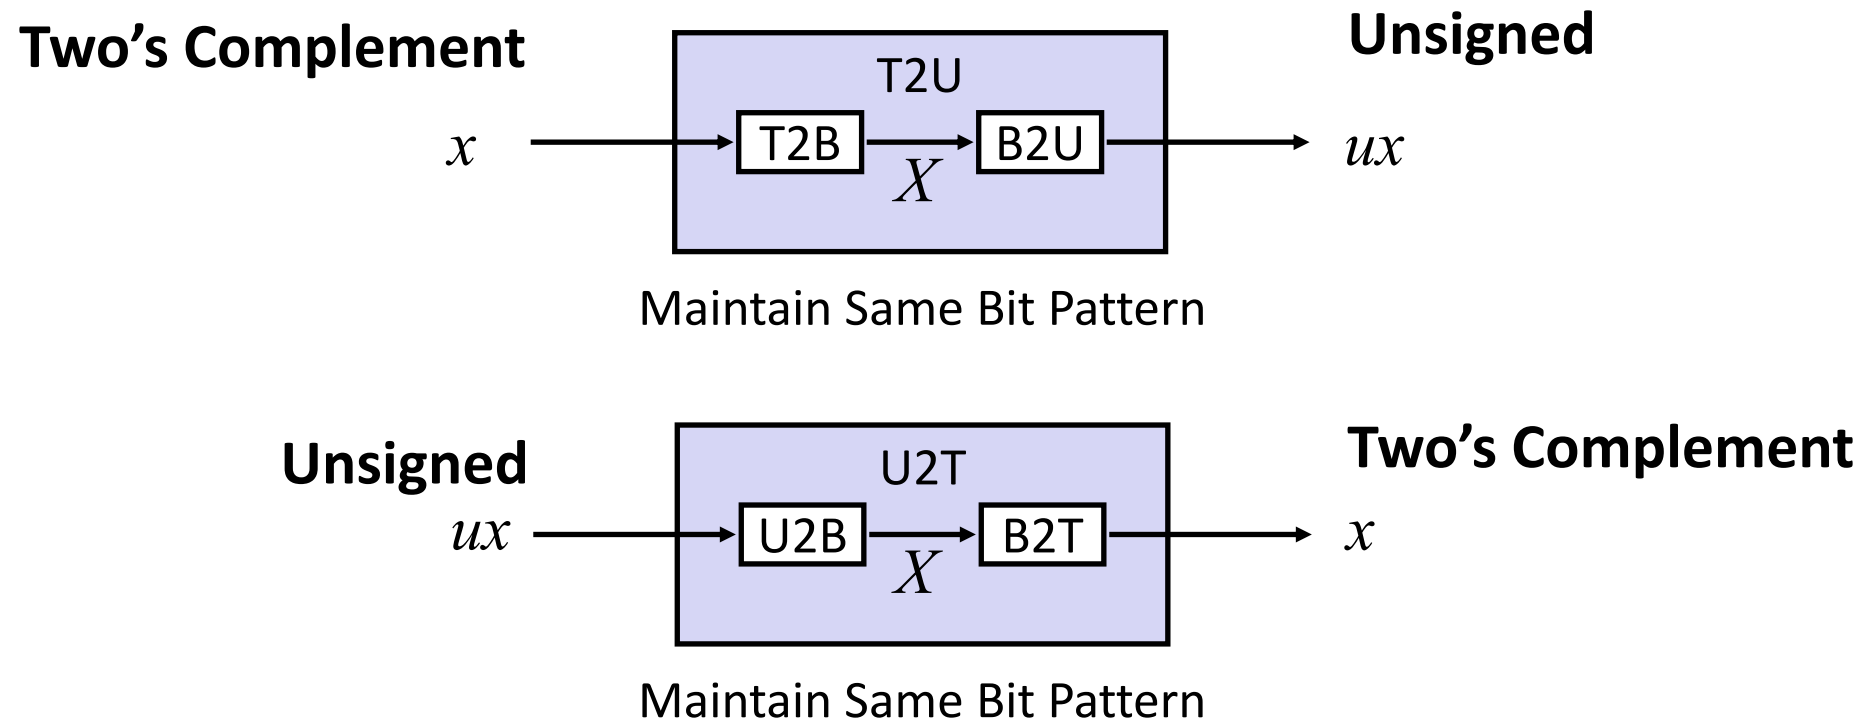 Two’s Complement
Unsigned
T2U
x
T2B
X
B2U
ux
Maintain Same Bit Pattern
Unsigned
Two’s Complement
U2T
ux
U2B
X
B2T
x
Maintain Same Bit Pattern